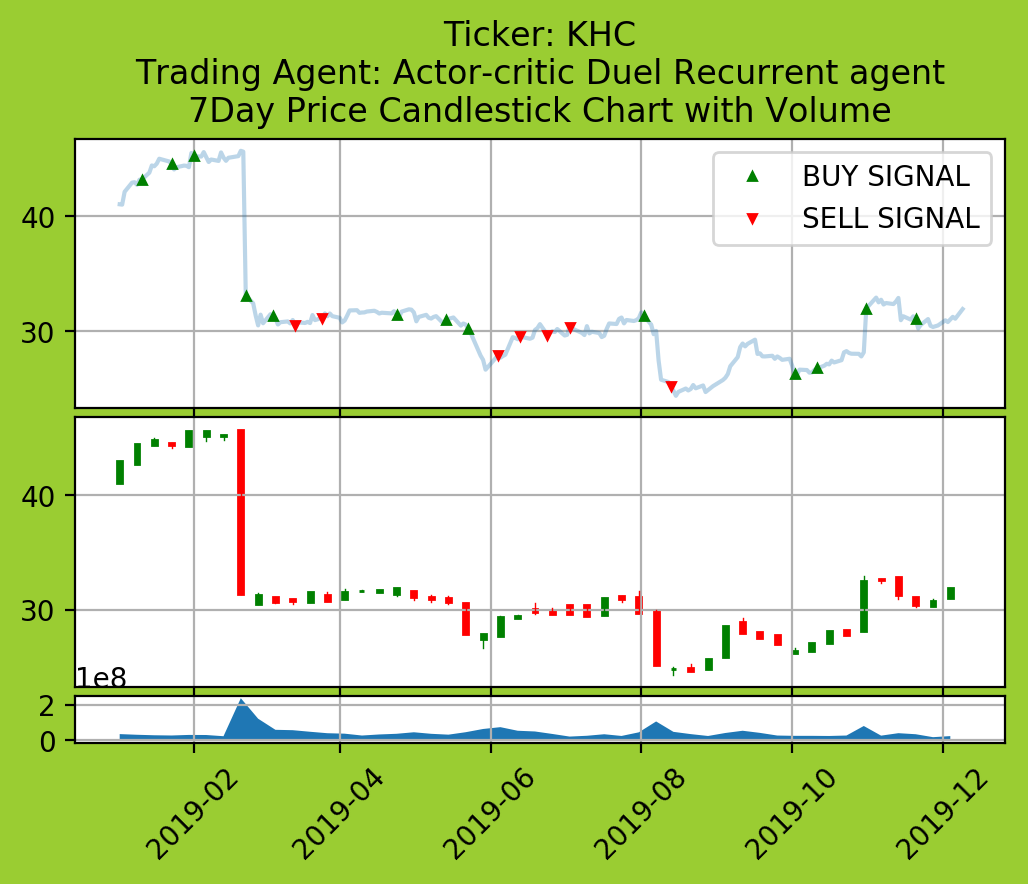 Ticker: KHC
Trading Agent: Actor-critic Duel Recurrent agent
7Day Price Candlestick Chart with Volume
BUY SIGNAL
SELL SIGNAL
40
30
40
30
1e8
2
0
2019-02
2019-04
2019-06
2019-08
2019-10
2019-12